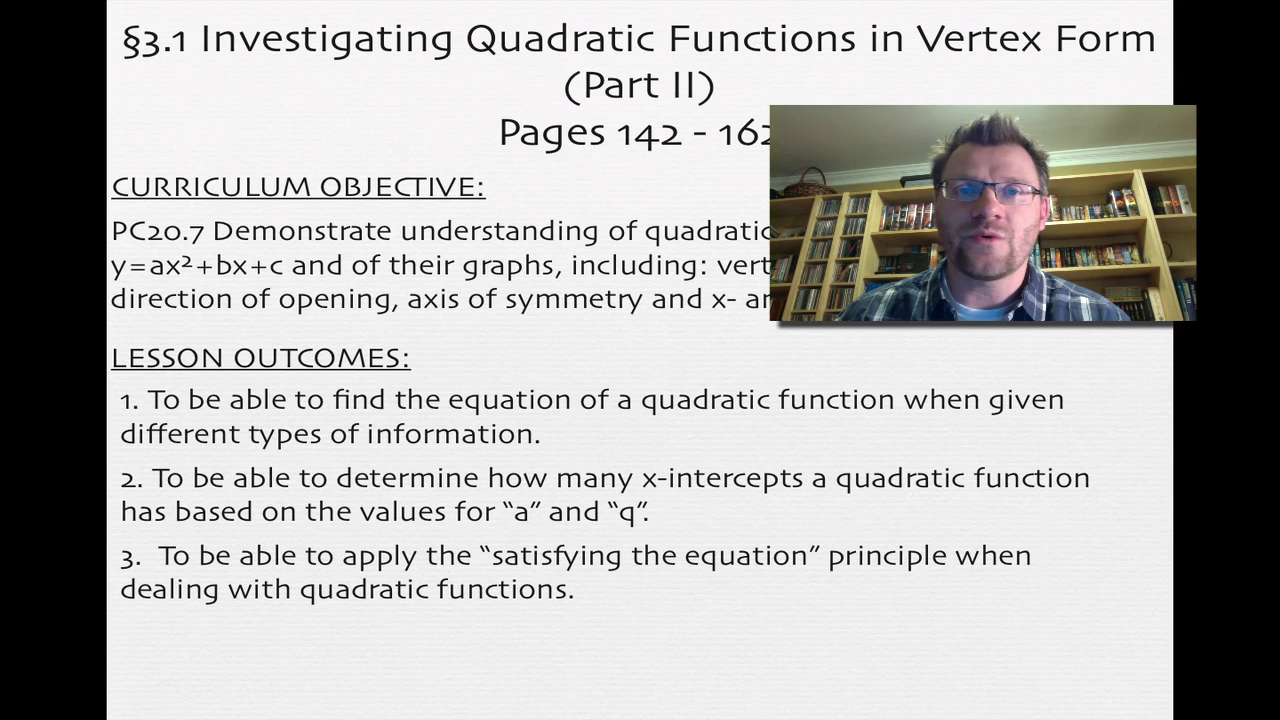 §3.1 Investigating Quadratic Functions in Vertex Form
(Part II)
Pages 142 - 162
CURRICULUM OBJECTIVE:
PC20.7 Demonstrate understanding of quadratic
y=ax²+bx+c and of their graphs, including:
direction of opening, axis of symmetry and x-
LESSON OUTCOMES:
1. To be able to find the equation of a quadratic function when given
different types of information.
2. To be able to determine how many x-intercepts a quadratic function
has based on the values for “a” and “q”.
3. To be able to apply the “satisfying the equation” principle when
dealing with quadratic functions.